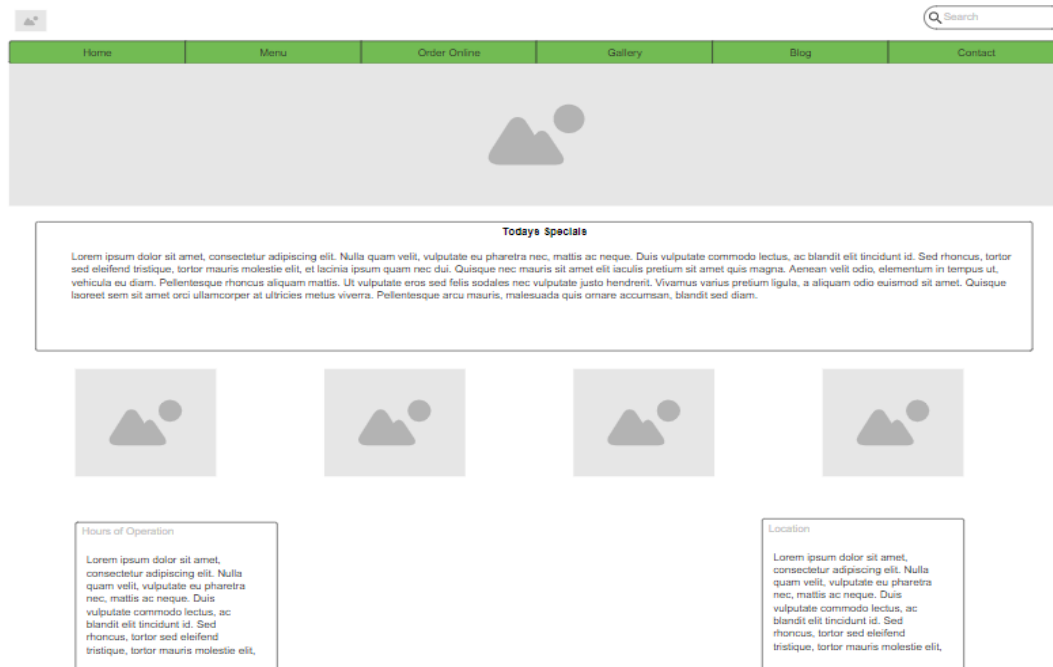 Search
Home Menu Order Online Gallery Blog Contact
Todays Specials
Lorem ipsum dolor sit amet, consectetur adipiscing elit. Nulla quam velit, vulputate eu pharetra nec, mattis ac neque. Duis vulputate commodo lectus, ac blandit elit tincidunt id. Sed rhoncus, tortor
sed eleifend tristique, tortor mauris molestie elit, et lacinia ipsum quam nec dui. Quisque nec mauris sit amet elit iaculis pretium sit amet quis magna. Aenean velit odio, elementum in tempus ut,
vehicula eu diam. Pellentesque rhoncus aliquam mattis. Ut vulputate eros sed felis sodales nec vulputate justo hendrerit. Vivamus varius pretium ligula, a aliquam odio euismod sit amet. Quisque
laoreet sem sit amet orci ullamcorper at ultricies metus viverra. Pellentesque arcu mauris, malesuada quis ornare accumsan, blandit sed diam.
Hours of Operation
Lorem ipsum dolor sit amet,
consectetur adipiscing elit. Nulla
quam velit, vulputate eu pharetra
nec, mattis ac neque. Duis
vulputate commodo lectus, ac
blandit elit tincidunt id. Sed
rhoncus, tortor sed eleifend
tristique, tortor mauris molestie elit,
Location
Lorem ipsum dolor sit amet,
consectetur adipiscing elit. Nulla
quam velit, vulputate eu pharetra
nec, mattis ac neque. Duis
vulputate commodo lectus, ac
blandit elit tincidunt id. Sed
rhoncus, tortor sed eleifend
tristique, tortor mauris molestie elit,